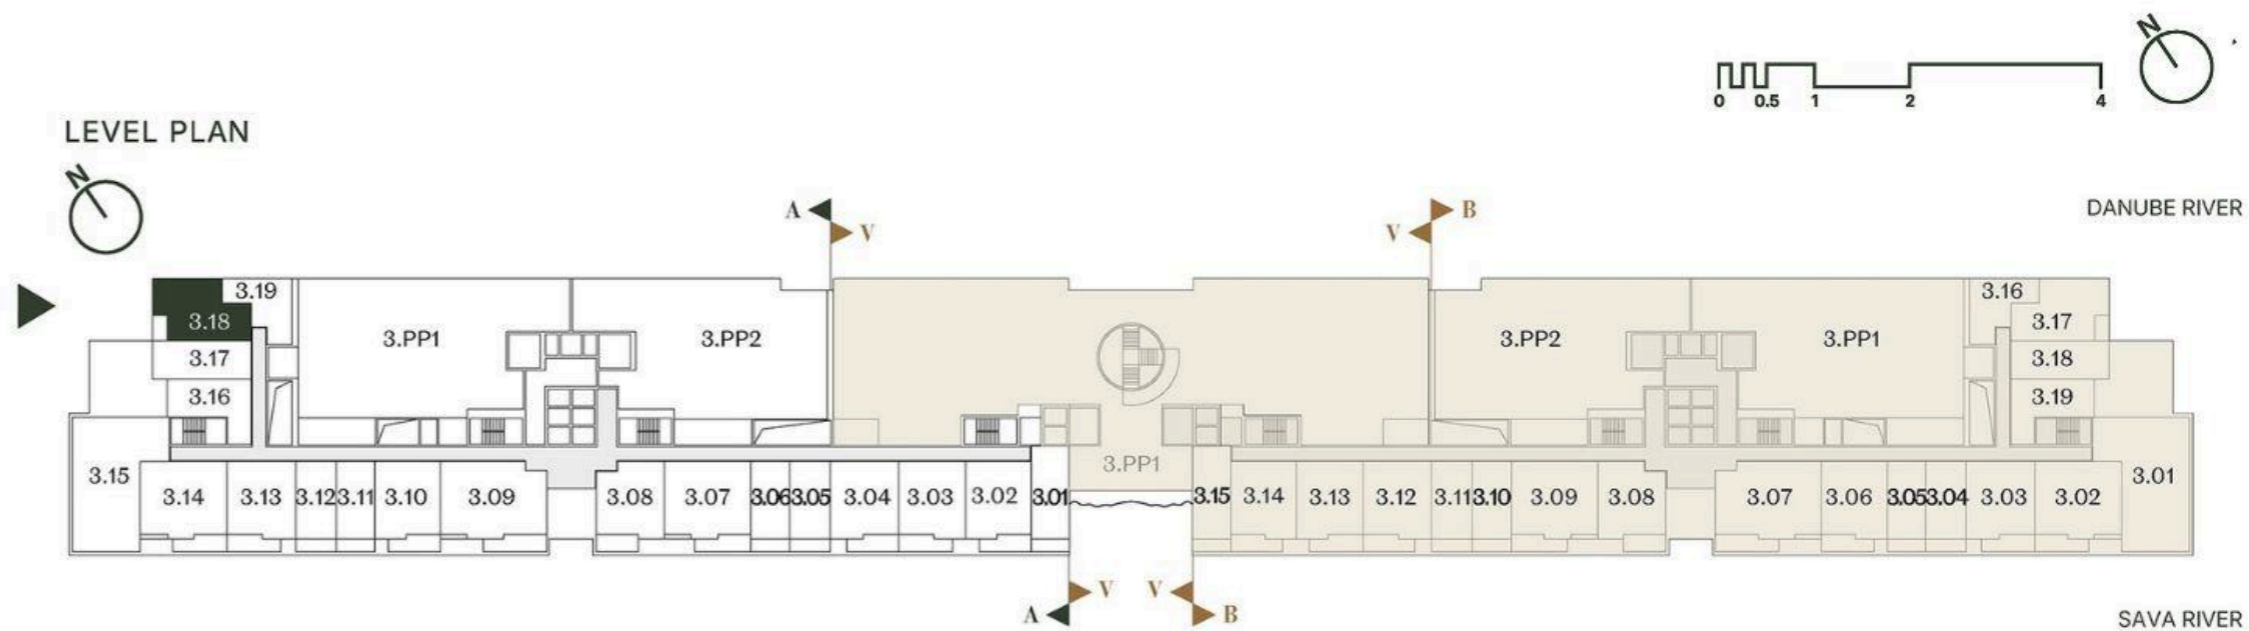 N
0 0.5 1 2 4
LEVEL PLAN
N
A B
V V
DANUBE RIVER
3.19 3.16
3.18 3.17
3.PP1 3.PP2 3.PP2 3.PP1
3.17 3.18
3.16 3.19
3.PP1
3.15 3.01
3.14 3.13 3.12 3.11 3.10 3.09 3.08 3.07 3.06 3.05 3.04 3.03 3.02 3.01 3.15 3.14 3.13 3.12 3.11 3.10 3.09 3.08 3.07 3.06 3.05 3.04 3.03 3.02
V V
A B
SAVA RIVER